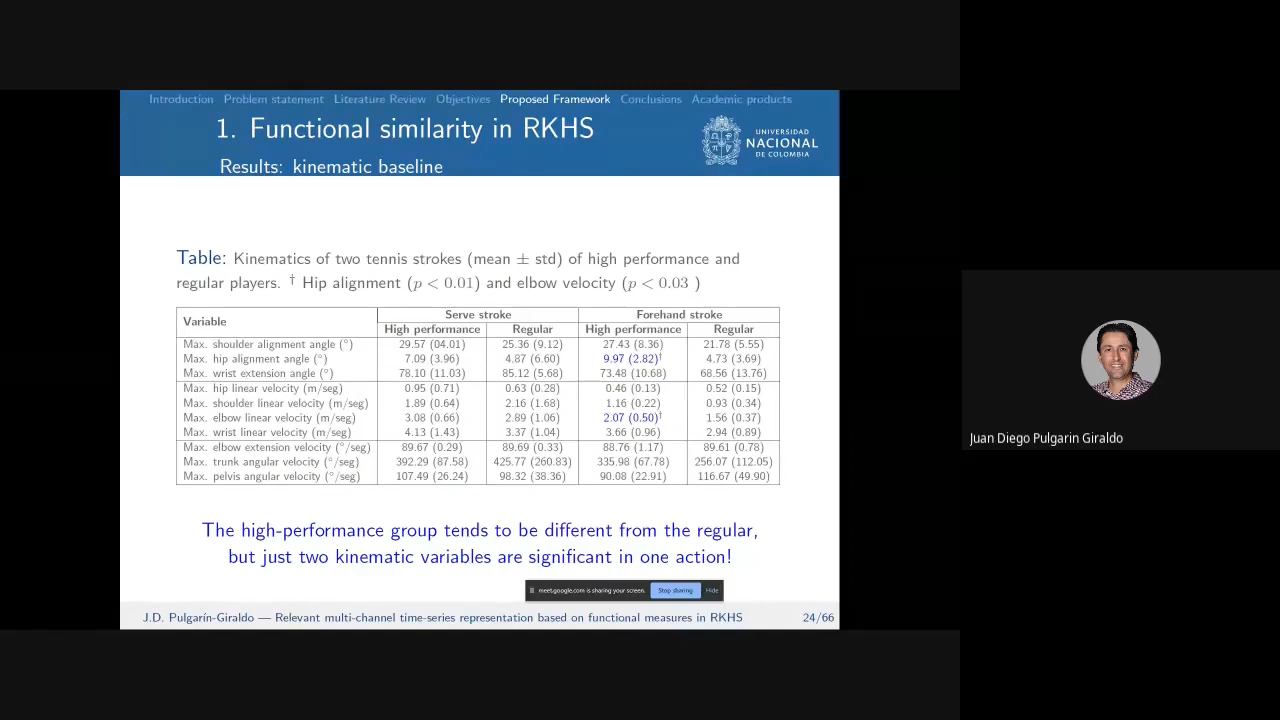 Introduction Problem statement Literature Review Objectives Proposed Framework Conclusions Academic products
1. Functional similarity in RKHS
Results: kinematic baseline
UNIVERSIDAD
NACIONAL
DE COLOMBIA
Table: Kinematics of two tennis strokes (mean ± std) of high performance and
regular players. † Hip alignment (p < 0.01) and elbow velocity (p < 0.03 )
Variable Serve stroke Forehand stroke
High performance Regular High performance Regular
Max. shoulder alignment angle (°) 29.57 (04.01) 25.36 (9.12) 27.43 (8.36) 21.78 (5.55)
Max. hip alignment angle (°) 7.09 (3.96) 4.87 (6.60) 9.97 (2.82)† 4.73 (3.69)
Max. wrist extension angle (°) 78.10 (11.03) 85.12 (5.68) 73.48 (10.68) 68.56 (13.76)
Max. hip linear velocity (m/seg) 0.95 (0.71) 0.63 (0.28) 0.46 (0.13) 0.52 (0.15)
Max. shoulder linear velocity (m/seg) 1.89 (0.64) 2.16 (1.68) 1.16 (0.22) 0.93 (0.34)
Max. elbow linear velocity (m/seg) 3.08 (0.66) 2.89 (1.06) 2.07 (0.50)† 1.56 (0.37)
Max. wrist linear velocity (m/seg) 4.13 (1.43) 3.37 (1.04) 3.66 (0.96) 2.94 (0.89)
Max. elbow extension velocity (°/seg) 89.67 (0.29) 89.69 (0.33) 88.76 (1.17) 89.61 (0.78)
Max. trunk angular velocity (°/seg) 392.29 (87.58) 425.77 (260.83) 335.98 (67.78) 256.07 (112.05)
Max. pelvis angular velocity (°/seg) 107.49 (26.24) 98.32 (38.36) 90.08 (22.91) 116.67 (49.90)
The high-performance group tends to be different from the regular,
but just two kinematic variables are significant in one action!
meet.google.com is sharing your screen. Stop sharing Hide
J.D. Pulgarín-Giraldo — Relevant multi-channel time-series representation based on functional measures in RKHS 24/66
Juan Diego Pulgarin Giraldo